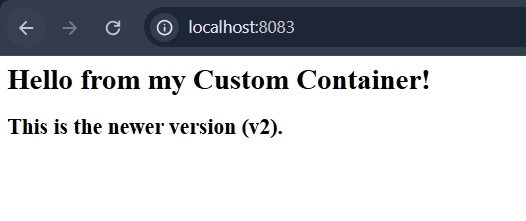 localhost:8083
Hello from my Custom Container!
This is the newer version (v2).